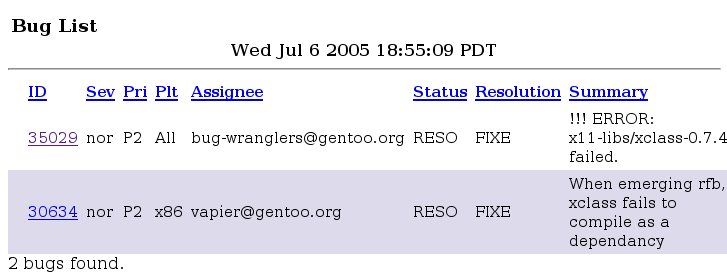 Bug List
Wed Jul 6 2005 18:55:09 PDT
ID Sev Pri Plt Assignee Status Resolution Summary
35029 nor P2 All bug-wranglers@gentoo.org RESO FIXE !!! ERROR:
x11-libs/xclass-0.7.4
failed.
30634 nor P2 x86 vapier@gentoo.org RESO FIXE When emerging rfb,
xclass fails to
compile as a
dependancy
2 bugs found.